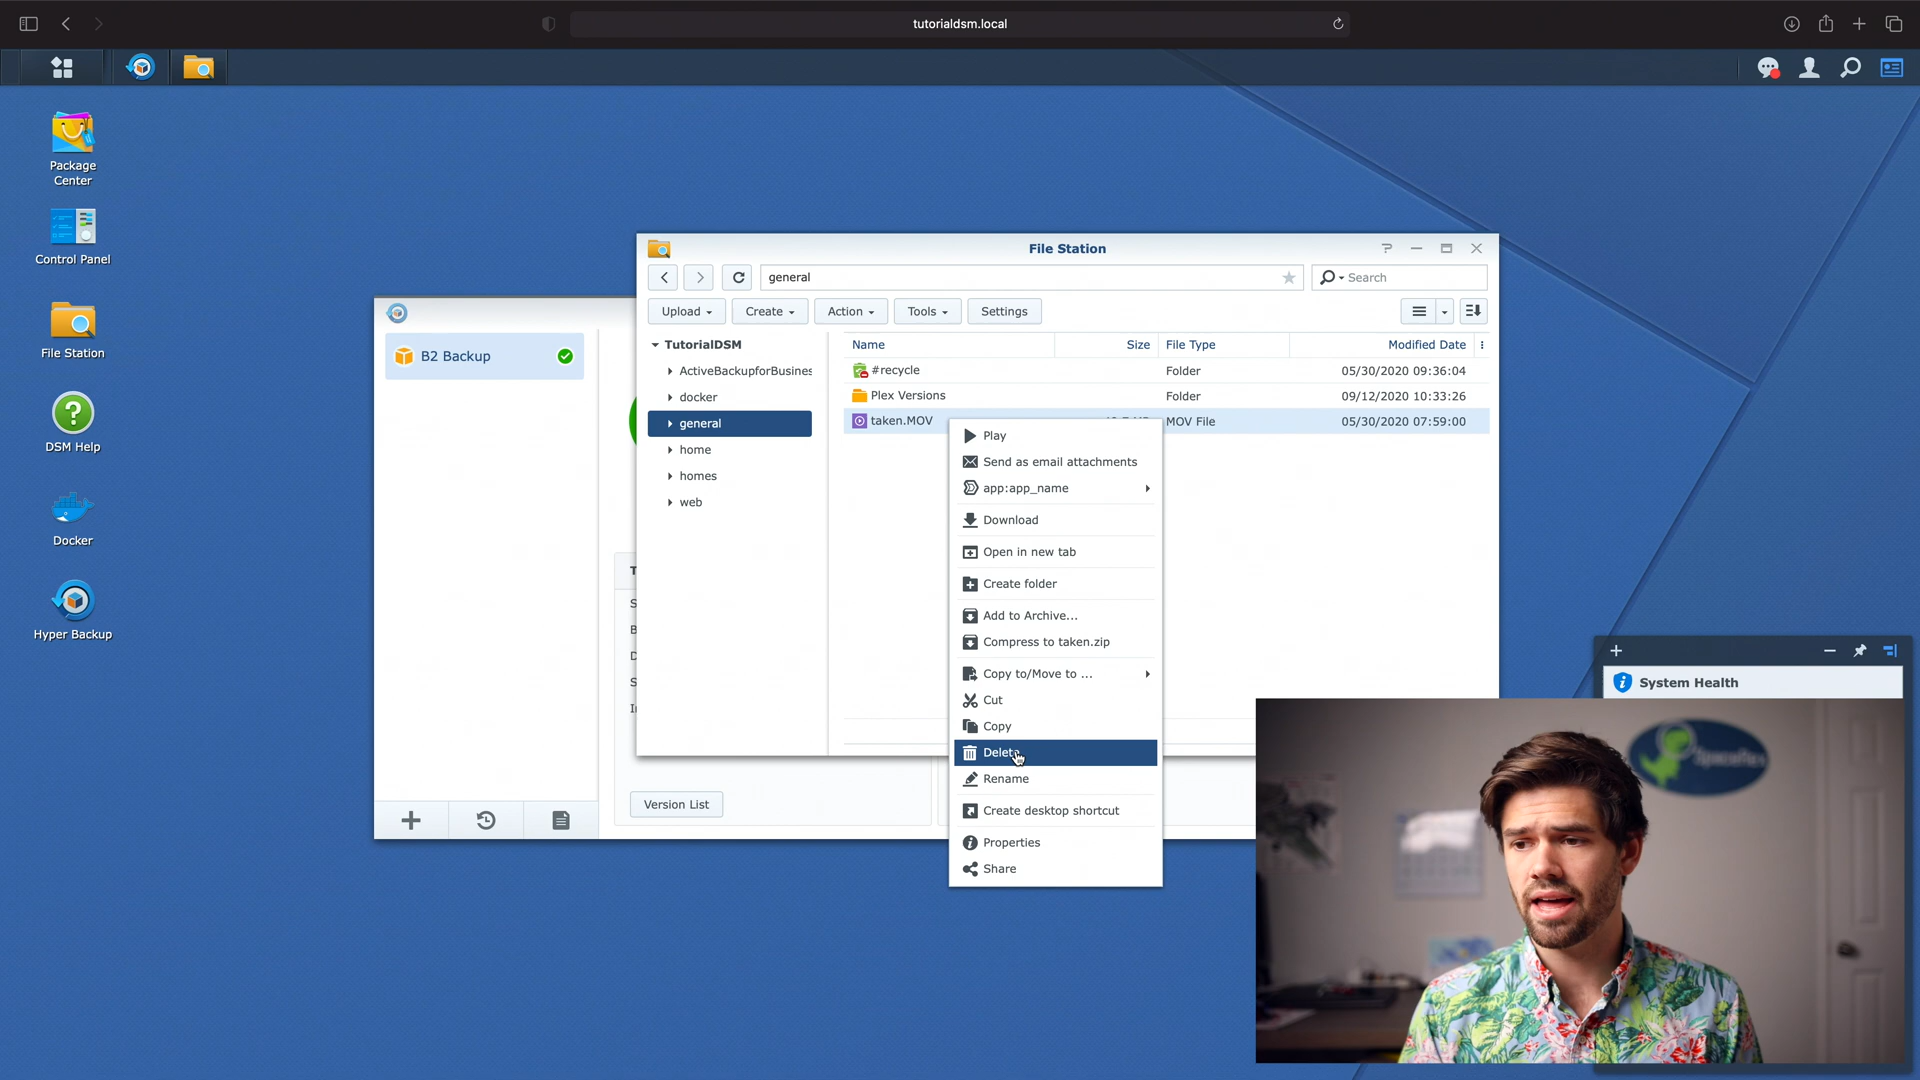 tutorialdsm.local
Package
Center
Control Panel
File Station
DSM Help
Docker
Hyper Backup
B2 Backup
Version List
File Station
general
Search
Upload
Create
Action
Tools
Settings
TutorialDSM
ActiveBackupforBusines
docker
general
home
homes
web
Name Size File Type Modified Date
#recycle Folder 05/30/2020 09:36:04
Plex Versions Folder 09/12/2020 10:33:26
taken.MOV MOV File 05/30/2020 07:59:00
Play
Send as email attachments
app:app_name
Download
Open in new tab
Create folder
Add to Archive...
Compress to taken.zip
Copy to/Move to ...
Cut
Copy
Delete
Rename
Create desktop shortcut
Properties
Share
System Health
SpaceRex